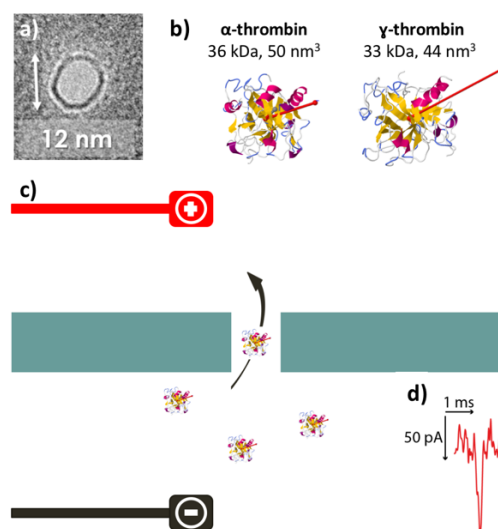 a)
12 nm
b)
α-thrombin
36 kDa, 50 nm³
ɣ-thrombin
33 kDa, 44 nm³
c)
+
−
d)
1 ms
50 pA